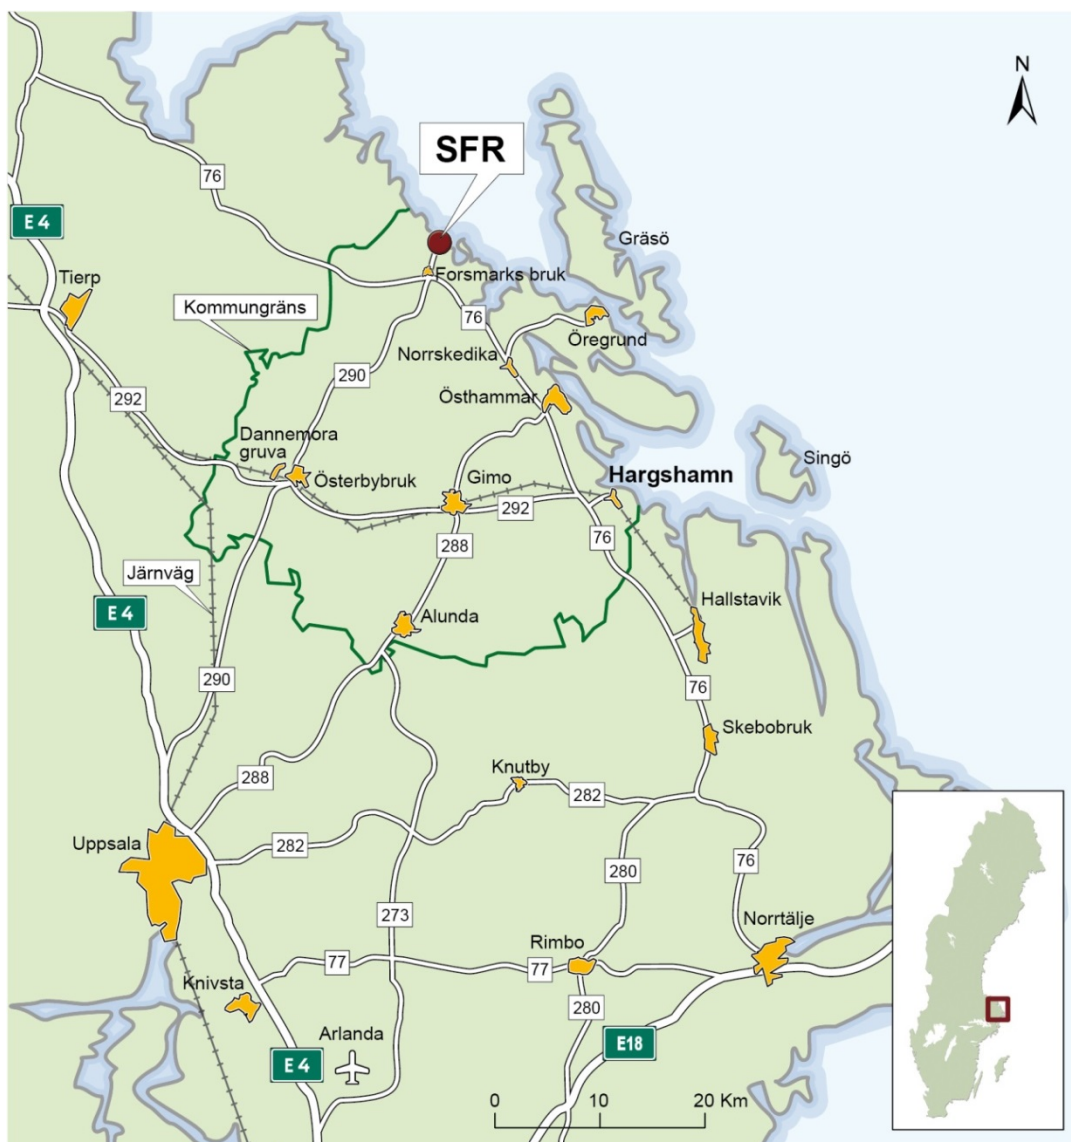 N
SFR
76
E 4
Gräsö
Tierp
Forsmarks bruk
Kommungräns
76
Öregrund
Norrskedika
290
Östhammar
292
Dannemora
gruva
Singö
Österbybruk
Gimo
Hargshamn
292
76
288
Järnväg
Hallstavik
E 4
Alunda
290
76
Skebobruk
Knutby
288
282
Uppsala
282
76
280
273
Norrtälje
Rimbo
77
77
Knivsta
280
Arlanda
E18
E 4
0
10
20 Km